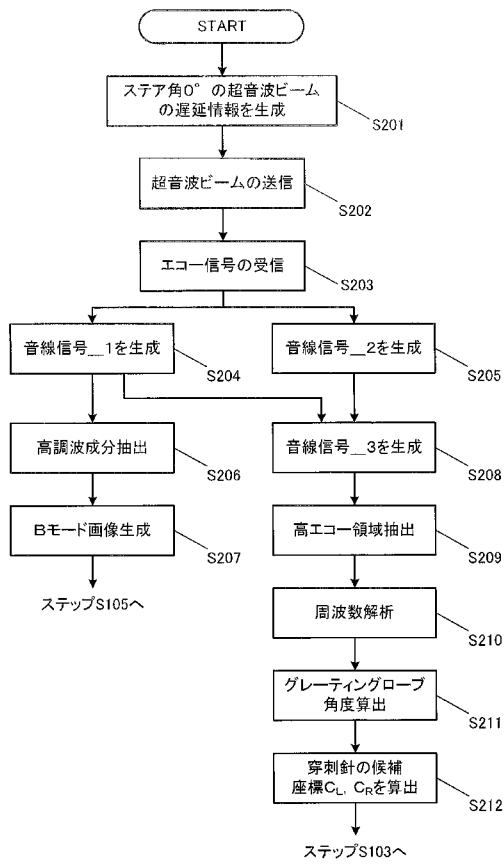 START
ステア角0°の超音波ビーム
の遅延情報を生成
S201
超音波ビームの送信
S202
エコー信号の受信
S203
音線信号__1を生成
S204
音線信号__2を生成
S205
高調波成分抽出
S206
音線信号__3を生成
S208
Bモード画像生成
S207
高エコー領域抽出
S209
ステップS105へ
周波数解析
S210
グレーティングローブ
角度算出
S211
穿刺針の候補
座標CL, CRを算出
S212
ステップS103へ